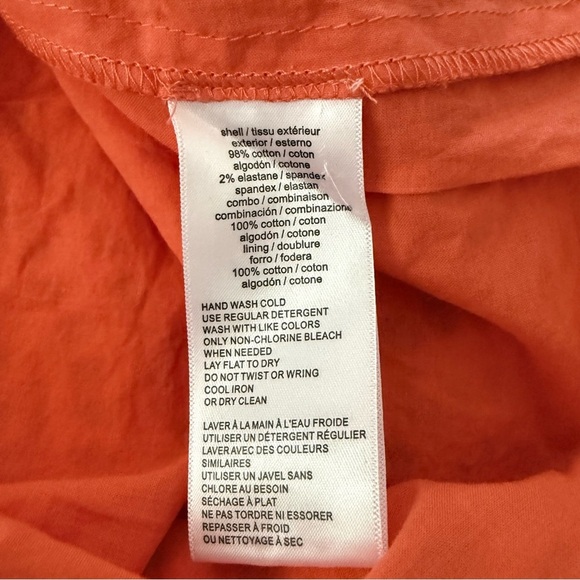 shell / tissu extérieur
exterior / esterno
98% cotton / coton
algodón / cotone
2% elastane / spandex
spandex / elastan
combo / combinaison
combinación / combinazione
100% cotton / coton
algodón / cotone
lining / doublure
forro / fodera
100% cotton / coton
algodón / cotone
HAND WASH COLD
USE REGULAR DETERGENT
WASH WITH LIKE COLORS
ONLY NON-CHLORINE BLEACH
WHEN NEEDED
LAY FLAT TO DRY
DO NOT TWIST OR WRING
COOL IRON
OR DRY CLEAN
LAVER À LA MAIN À L'EAU FROIDE
UTILISER UN DÉTERGENT RÉGULIER
LAVER AVEC DES COULEURS
SIMILAIRES
UTILISER UN JAVEL SANS
CHLORE AU BESOIN
SÉCHAGE À PLAT
NE PAS TORDRE NI ESSORER
REPASSER À FROID
OU NETTOYAGE À SEC